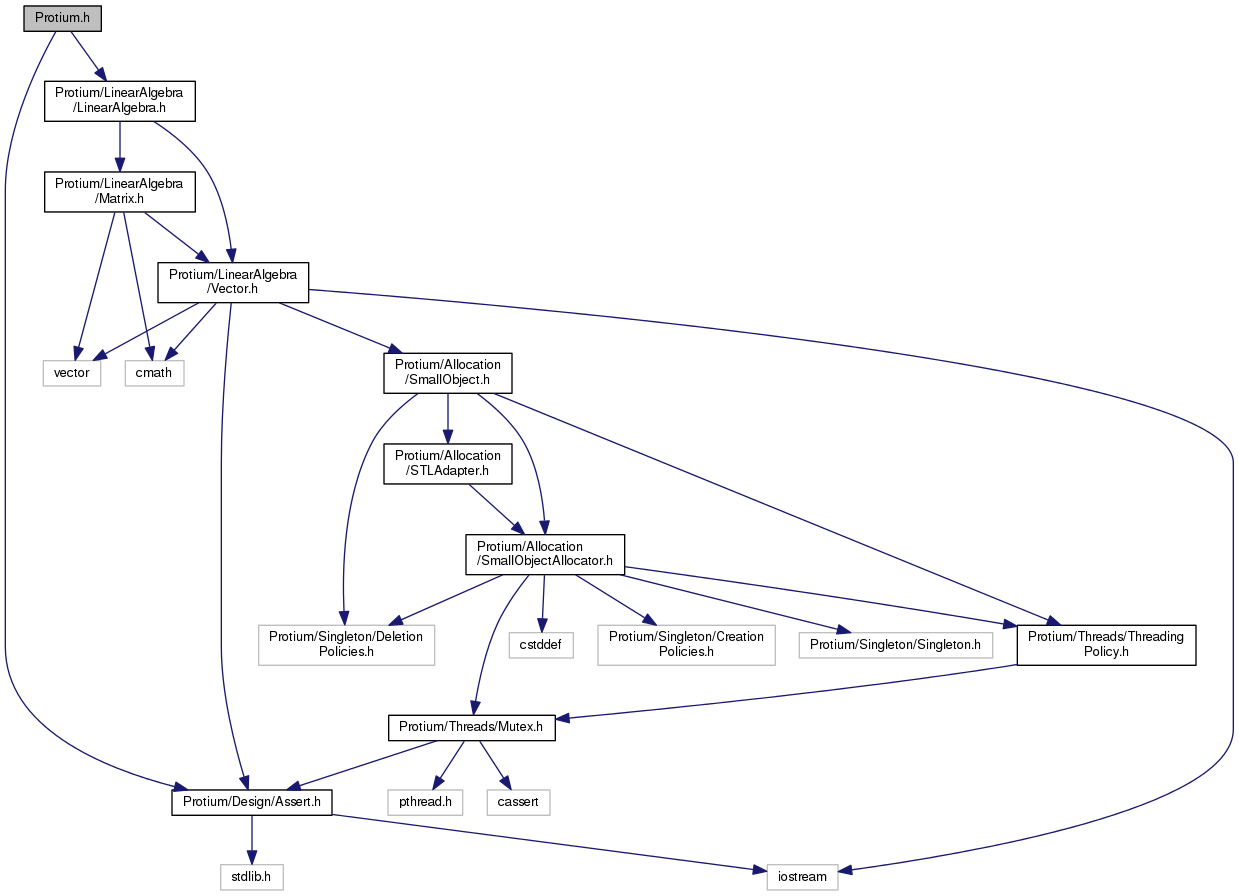 Protium.h
Protium/LinearAlgebra
/LinearAlgebra.h
Protium/LinearAlgebra
/Matrix.h
Protium/LinearAlgebra
/Vector.h
vector
cmath
Protium/Allocation
/SmallObject.h
Protium/Allocation
/STLAdapter.h
Protium/Allocation
/SmallObjectAllocator.h
Protium/Singleton/Deletion
Policies.h
cstddef
Protium/Singleton/Creation
Policies.h
Protium/Singleton/Singleton.h
Protium/Threads/Threading
Policy.h
Protium/Threads/Mutex.h
Protium/Design/Assert.h
pthread.h
cassert
stdlib.h
iostream